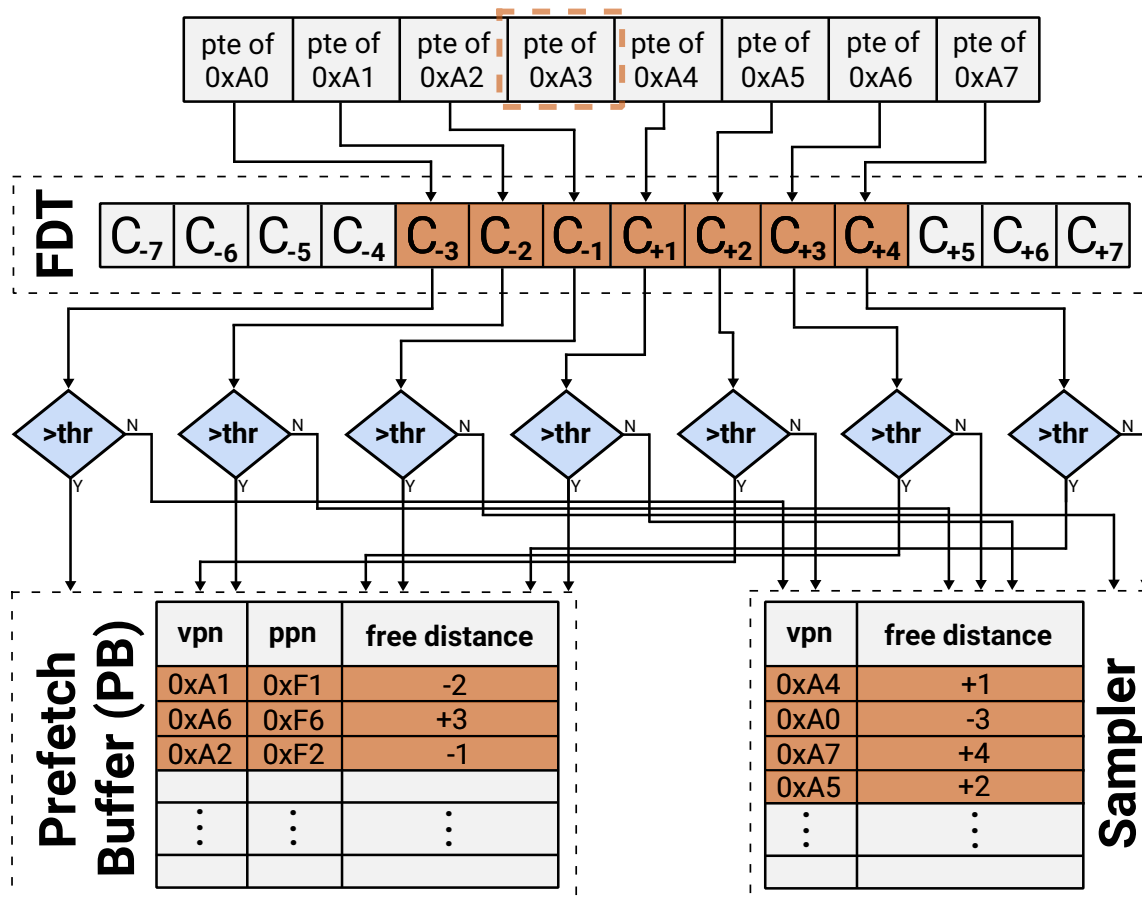 pte of 0xA0
pte of 0xA1
pte of 0xA2
pte of 0xA3
pte of 0xA4
pte of 0xA5
pte of 0xA6
pte of 0xA7
FDT
C-7 C-6 C-5 C-4 C-3 C-2 C-1 C+1 C+2 C+3 C+4 C+5 C+6 C+7
>thr N >thr N >thr N >thr N >thr N >thr N >thr N
Y Y Y Y Y Y Y
Prefetch
Buffer (PB)
vpn ppn free distance
0xA1 0xF1 -2
0xA6 0xF6 +3
0xA2 0xF2 -1
vpn free distance
0xA4 +1
0xA0 -3
0xA7 +4
0xA5 +2
Sampler